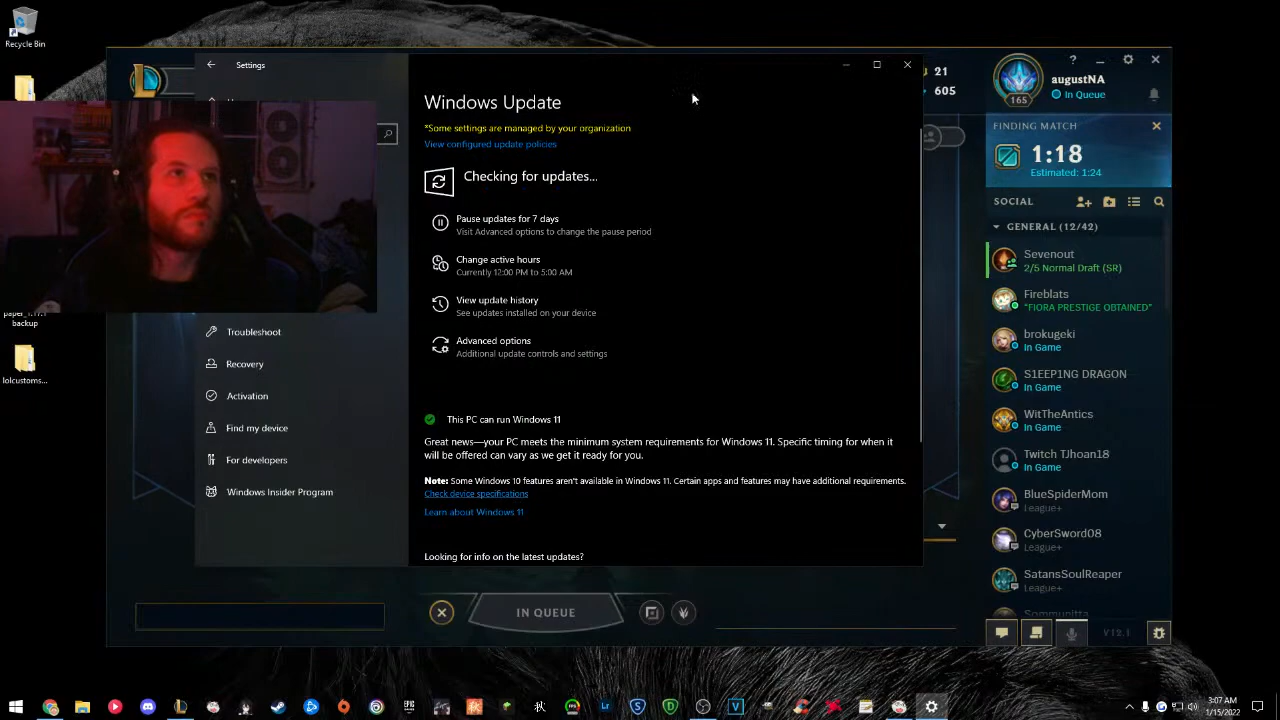 Recycle Bin
paper_1.17.1
backup
lolcustoms...
Settings
Troubleshoot
Recovery
Activation
Find my device
For developers
Windows Insider Program
Windows Update
*Some settings are managed by your organization
View configured update policies
Checking for updates...
Pause updates for 7 days
Visit Advanced options to change the pause period
Change active hours
Currently 12:00 PM to 5:00 AM
View update history
See updates installed on your device
Advanced options
Additional update controls and settings
This PC can run Windows 11
Great news—your PC meets the minimum system requirements for Windows 11. Specific timing for when it
will be offered can vary as we get it ready for you.
Note: Some Windows 10 features aren't available in Windows 11. Certain apps and features may have additional requirements.
Check device specifications
Learn about Windows 11
Looking for info on the latest updates?
IN QUEUE
21
605
165
augustNA
In Queue
FINDING MATCH
1:18
Estimated: 1:24
SOCIAL
GENERAL (12/42)
Sevenout
2/5 Normal Draft (SR)
Fireblats
"FIORA PRESTIGE OBTAINED"
brokugeki
In Game
S1EEP1NG DRAGON
In Game
WitTheAntics
In Game
Twitch TJhoan18
In Game
BlueSpiderMom
League+
CyberSword08
League+
SatansSoulReaper
League+
V12.1
EPIC
3:07 AM
1/15/2022